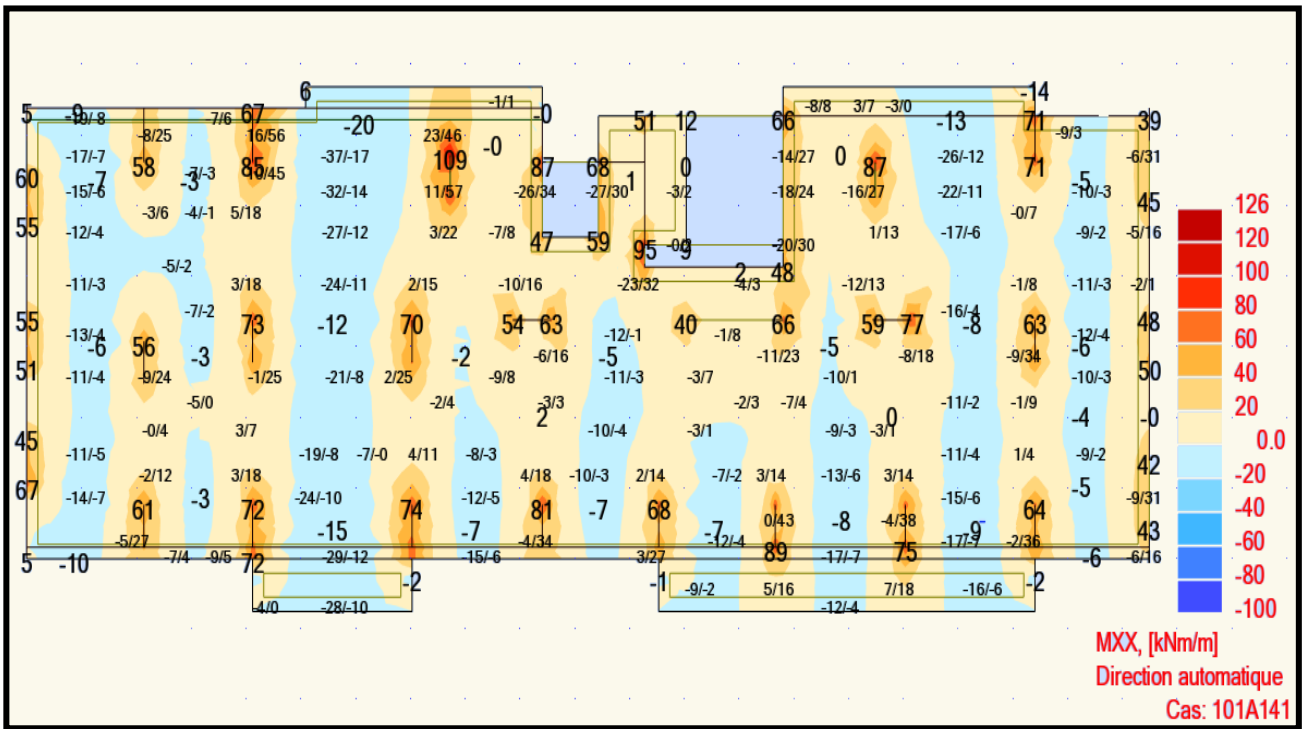 6 -1/1 -14
5 -9 -19/-8 -7/6 67 -0 51 12 66 -8/8 3/7 -3/0 71 39
-8/25 16/56 -20 23/46 -13 -9/3
-17/-7 58 -37/-17 109 -0 87 68 0 -14/27 0 87 -26/-12 71 -6/31
60 -7 -3 85 1 -5
-15/-6 -32/-14 11/57 -26/34 -27/30 -3/2 -18/24 -16/27 -22/-11 -10/-3
-3/6 -4/-1 5/18 -0/7 45
55 -12/-4 -27/-12 3/22 -7/8 1/13 -17/-6 -9/-2 -5/16
47 59 95 9 -20/30
-5/-2 2 48
-11/-3 3/18 -24/-11 2/15 -10/16 -23/32 -4/3 -12/13 -1/8 -11/-3 -2/1
-7/-2 -16/-4
55 73 -12 70 54 63 40 66 59 77 -8 63 48
-13/-4 -12/-1 -1/8 -12/-4
-6 56 -3 -2 -6/16 -5 -11/23 -5 -8/18 -9/34 -6
51 -11/-4 -9/24 -1/25 -21/-8 2/25 -9/8 -11/-3 -3/7 -10/1 -10/-3 50
-5/0 -2/4 -3/3 -2/3 -7/4 -11/-2 -1/9
2 0 -4 -0
-0/4 3/7 -10/-4 -3/1 -9/-3 -3/1
45 -11/-5 -19/-8 -7/-0 4/11 -8/-3 -11/-4 1/4 -9/-2 42
-2/12 3/18 4/18 -10/-3 2/14 -7/-2 3/14 -13/-6 3/14
67 -14/-7 -3 -24/-10 -12/-5 -15/-6 -5 -9/31
61 72 74 81 -7 68 64
-15 -7 -7 0/43 -8 -4/38 -9 43
-5/27 -4/34 -12/-4 -17/-7 -2/36
5 -10 -7/4 -9/5 72 -29/-12 -15/-6 3/27 89 -17/-7 75 -6 -6/16
-2 -1 -9/-2 5/16 7/18 -16/-6 -2
-4/0 -28/-10 -12/-4
126
120
100
80
60
40
20
0.0
-20
-40
-60
-80
-100
MXX, [kNm/m]
Direction automatique
Cas: 101A141